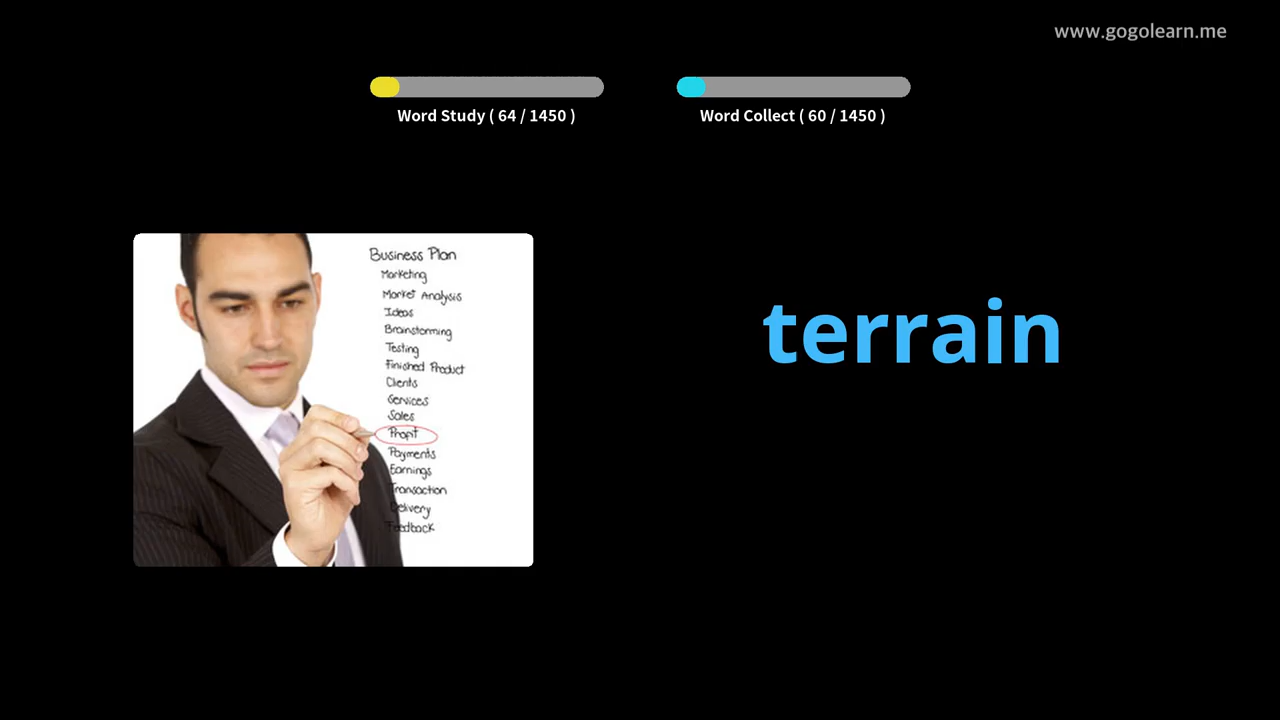 www.gogolearn.me
Word Study ( 64 / 1450 )
Word Collect ( 60 / 1450 )
Business Plan
Marketing
Market Analysis
Ideas
Brainstorming
Testing
Finished Product
Clients
Services
Sales
Profit
Payments
Earnings
Transaction
Delivery
Feedback
terrain